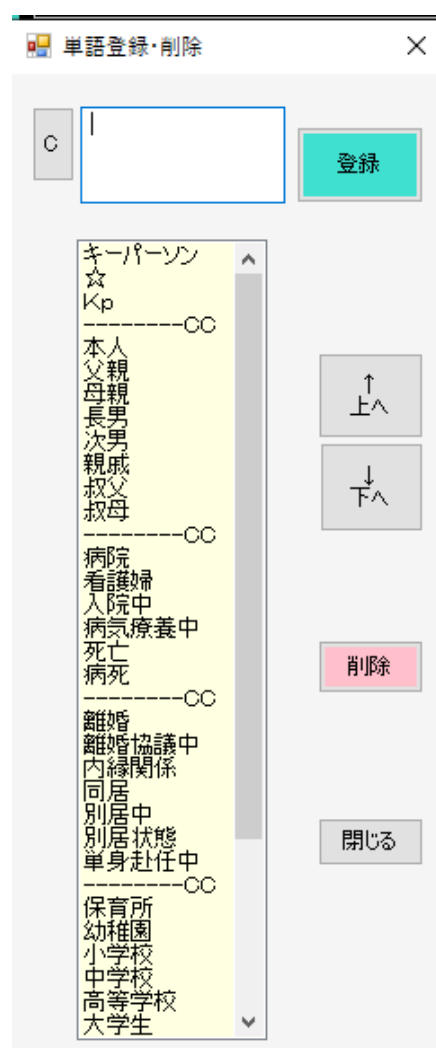 単語登録・削除
C
登録
キーパーソン
☆
Kp
--------CC
本人
父親
母親
長男
次男
親戚
叔父
叔母
--------CC
病院
看護婦
入院中
病気療養中
死亡
病死
--------CC
離婚
離婚協議中
内縁関係
同居
別居中
別居状態
単身赴任中
--------CC
保育所
幼稚園
小学校
中学校
高等学校
大学生
↑
上へ
↓
下へ
削除
閉じる